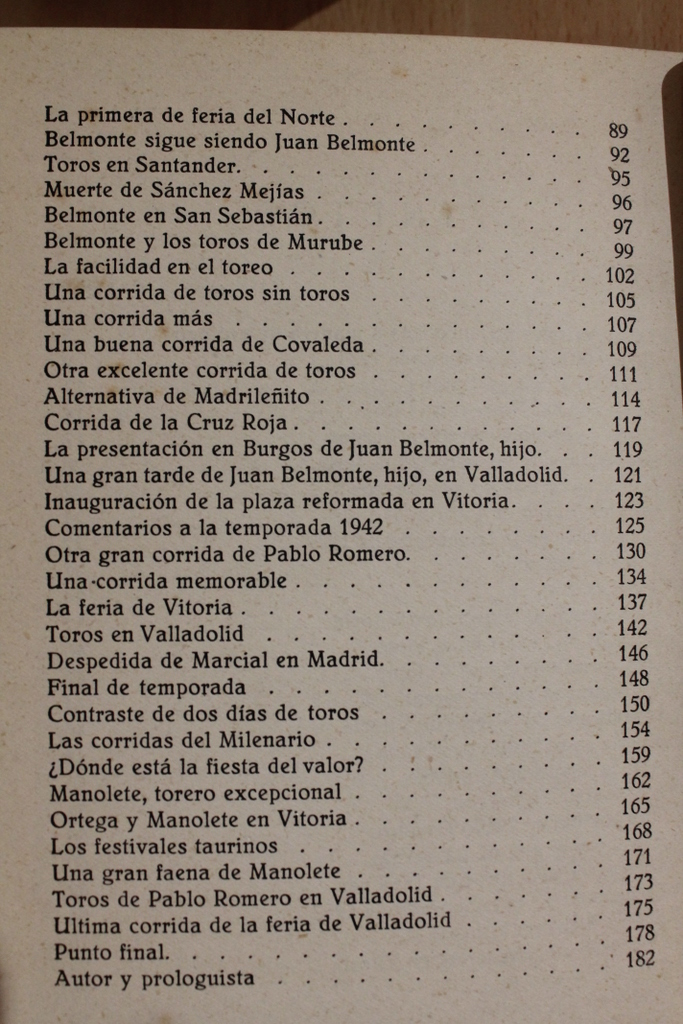 La primera de feria del Norte . . . . . . . . . . 89
Belmonte sigue siendo Juan Belmonte . . . . . . . 92
Toros en Santander. . . . . . . . . . . . . . 95
Muerte de Sánchez Mejías . . . . . . . . . . . 96
Belmonte en San Sebastián . . . . . . . . . . . 97
Belmonte y los toros de Murube . . . . . . . . . 99
La facilidad en el toreo . . . . . . . . . . . . 102
Una corrida de toros sin toros . . . . . . . . . 105
Una corrida más . . . . . . . . . . . . . . 107
Una buena corrida de Covaleda . . . . . . . . . 109
Otra excelente corrida de toros . . . . . . . . . 111
Alternativa de Madrileñito . . . . . . . . . . . 114
Corrida de la Cruz Roja . . . . . . . . . . . . 117
La presentación en Burgos de Juan Belmonte, hijo. . . 119
Una gran tarde de Juan Belmonte, hijo, en Valladolid. . 121
Inauguración de la plaza reformada en Vitoria. . . . 123
Comentarios a la temporada 1942 . . . . . . . . 125
Otra gran corrida de Pablo Romero. . . . . . . . 130
Una corrida memorable . . . . . . . . . . . . 134
La feria de Vitoria . . . . . . . . . . . . . . 137
Toros en Valladolid . . . . . . . . . . . . . 142
Despedida de Marcial en Madrid. . . . . . . . . 146
Final de temporada . . . . . . . . . . . . . 148
Contraste de dos días de toros . . . . . . . . . 150
Las corridas del Milenario . . . . . . . . . . . 154
¿Dónde está la fiesta del valor? . . . . . . . . . 159
Manolete, torero excepcional . . . . . . . . . . 162
Ortega y Manolete en Vitoria . . . . . . . . . . 165
Los festivales taurinos . . . . . . . . . . . . 168
Una gran faena de Manolete . . . . . . . . . . 171
Toros de Pablo Romero en Valladolid . . . . . . . 173
Ultima corrida de la feria de Valladolid . . . . . . 175
Punto final. . . . . . . . . . . . . . . . . 178
Autor y prologuista . . . . . . . . . . . . . 182